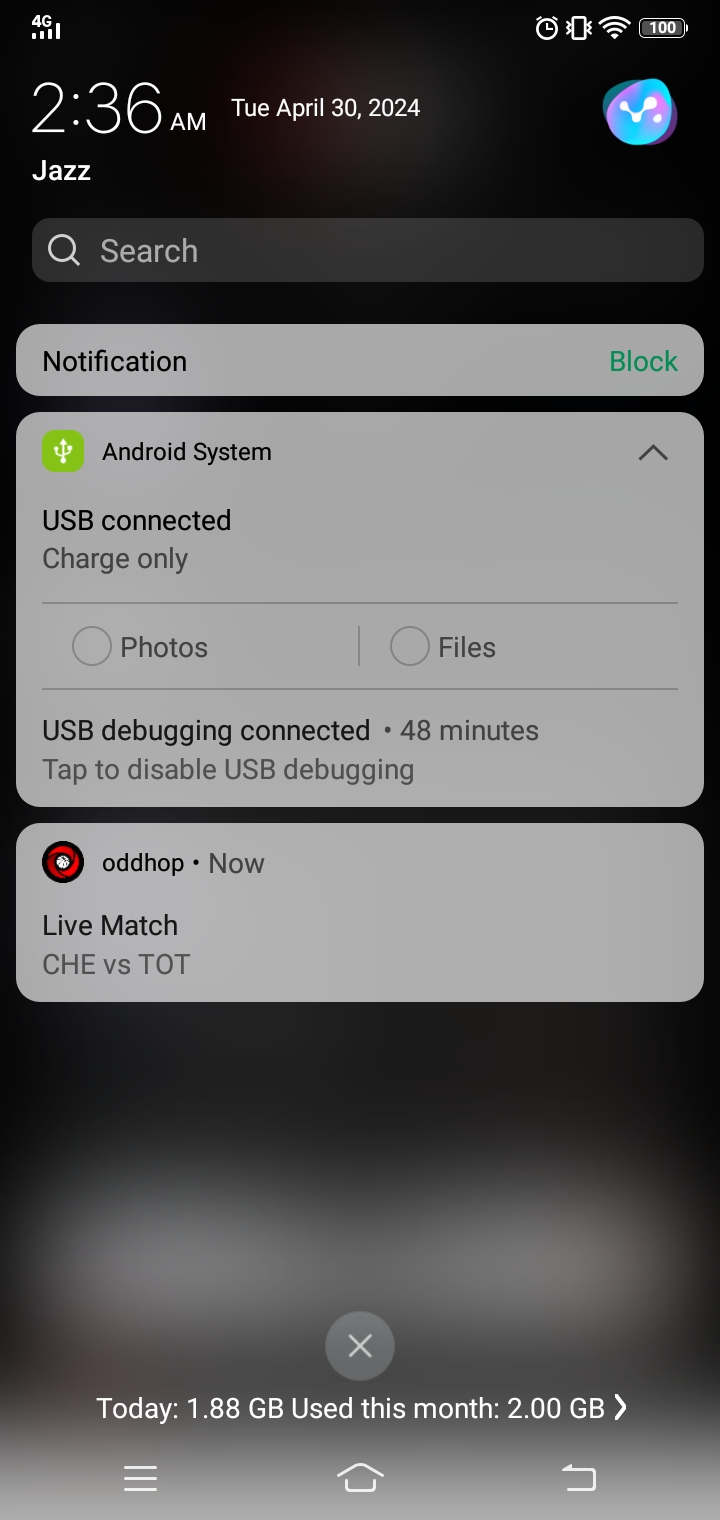 4G
100
2:36 AM Tue April 30, 2024
Jazz
Search
Notification Block
Android System
USB connected
Charge only
Photos Files
USB debugging connected • 48 minutes
Tap to disable USB debugging
oddhop • Now
Live Match
CHE vs TOT
Today: 1.88 GB Used this month: 2.00 GB